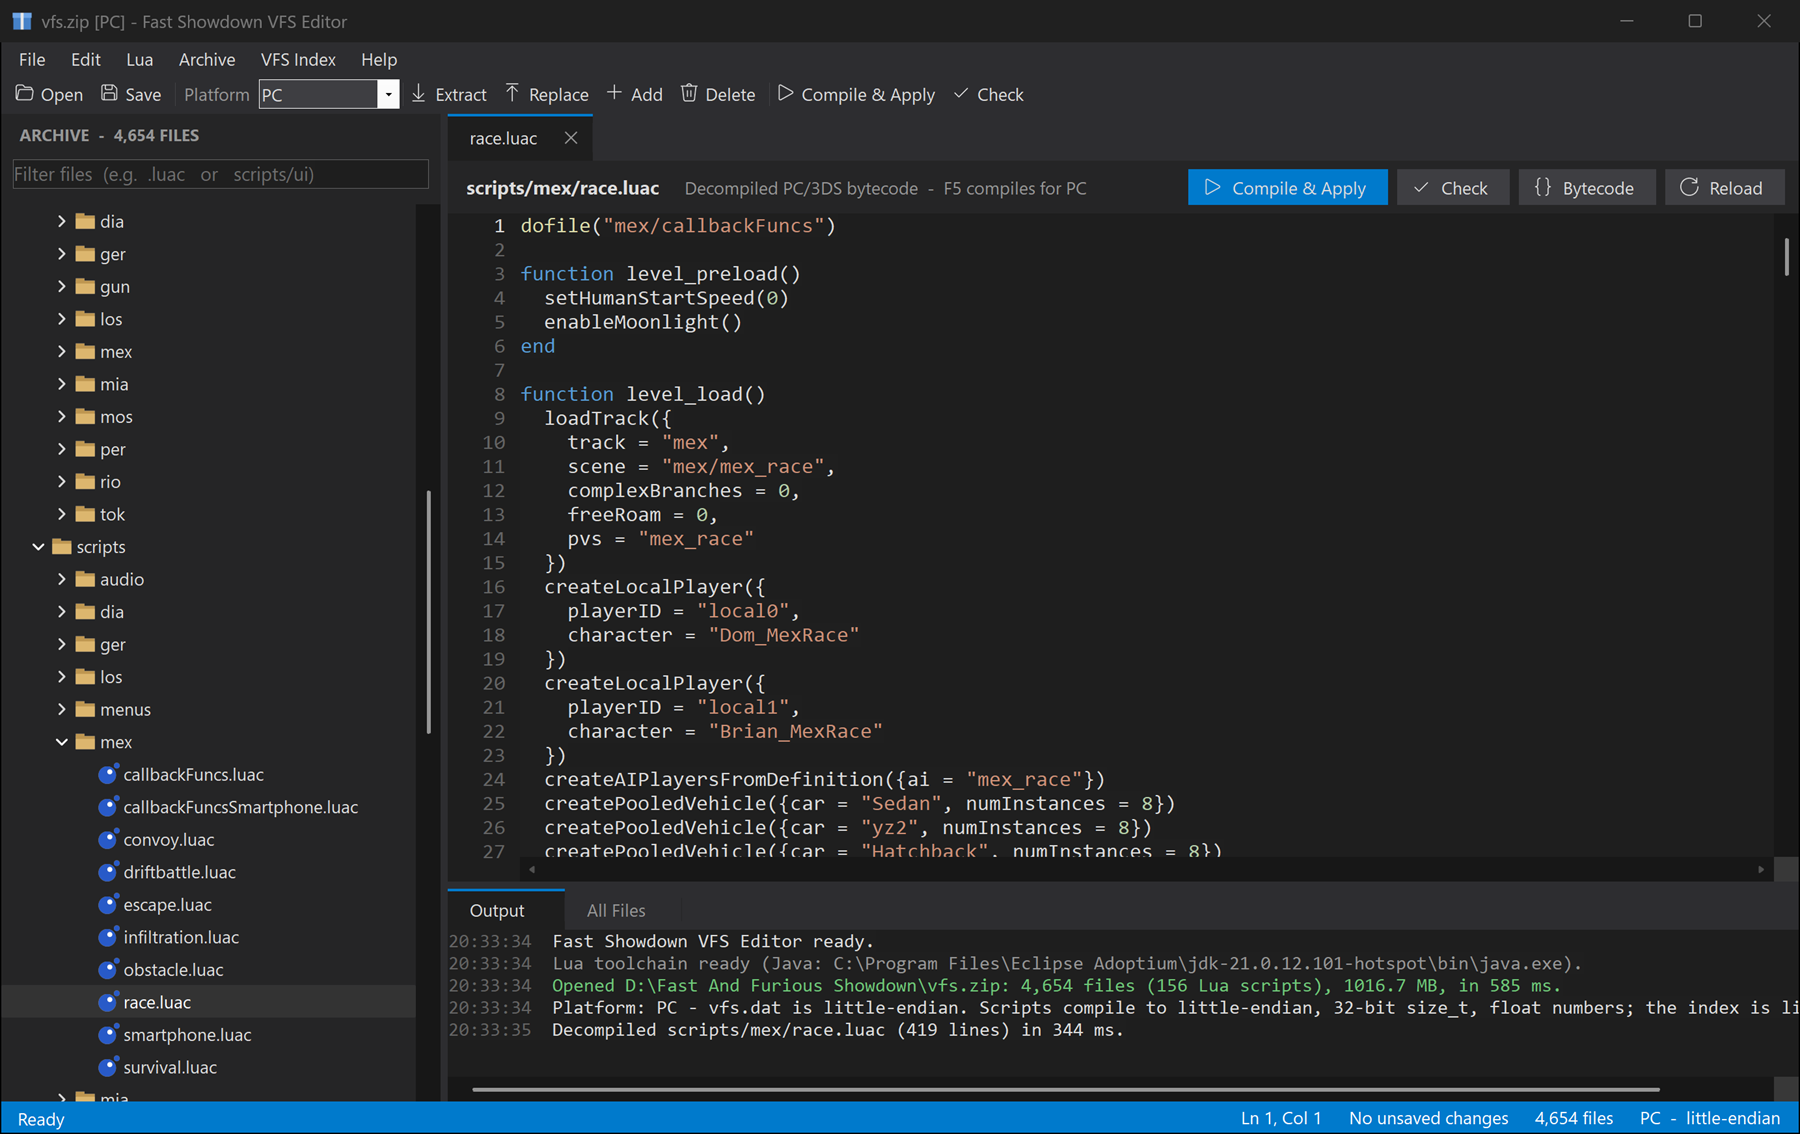 vfs.zip [PC] - Fast Showdown VFS Editor
File Edit Lua Archive VFS Index Help
Open Save Platform PC Extract Replace Add Delete Compile & Apply Check
ARCHIVE - 4,654 FILES
Filter files (e.g. .luac or scripts/ui)
dia
ger
gun
los
mex
mia
mos
per
rio
tok
scripts
audio
dia
ger
los
menus
mex
callbackFuncs.luac
callbackFuncsSmartphone.luac
convoy.luac
driftbattle.luac
escape.luac
infiltration.luac
obstacle.luac
race.luac
smartphone.luac
survival.luac
mia
race.luac
scripts/mex/race.luac Decompiled PC/3DS bytecode - F5 compiles for PC Compile & Apply Check {} Bytecode Reload
1 dofile("mex/callbackFuncs")
2
3 function level_preload()
4 setHumanStartSpeed(0)
5 enableMoonlight()
6 end
7
8 function level_load()
9 loadTrack({
10 track = "mex",
11 scene = "mex/mex_race",
12 complexBranches = 0,
13 freeRoam = 0,
14 pvs = "mex_race"
15 })
16 createLocalPlayer({
17 playerID = "local0",
18 character = "Dom_MexRace"
19 })
20 createLocalPlayer({
21 playerID = "local1",
22 character = "Brian_MexRace"
23 })
24 createAIPlayersFromDefinition({ai = "mex_race"})
25 createPooledVehicle({car = "Sedan", numInstances = 8})
26 createPooledVehicle({car = "yz2", numInstances = 8})
27 createPooledVehicle({car = "Hatchback", numInstances = 8})
Output All Files
20:33:34 Fast Showdown VFS Editor ready.
20:33:34 Lua toolchain ready (Java: C:\Program Files\Eclipse Adoptium\jdk-21.0.12.101-hotspot\bin\java.exe).
20:33:34 Opened D:\Fast And Furious Showdown\vfs.zip: 4,654 files (156 Lua scripts), 1016.7 MB, in 585 ms.
20:33:34 Platform: PC - vfs.dat is little-endian. Scripts compile to little-endian, 32-bit size_t, float numbers; the index is li
20:33:35 Decompiled scripts/mex/race.luac (419 lines) in 344 ms.
Ready Ln 1, Col 1 No unsaved changes 4,654 files PC - little-endian